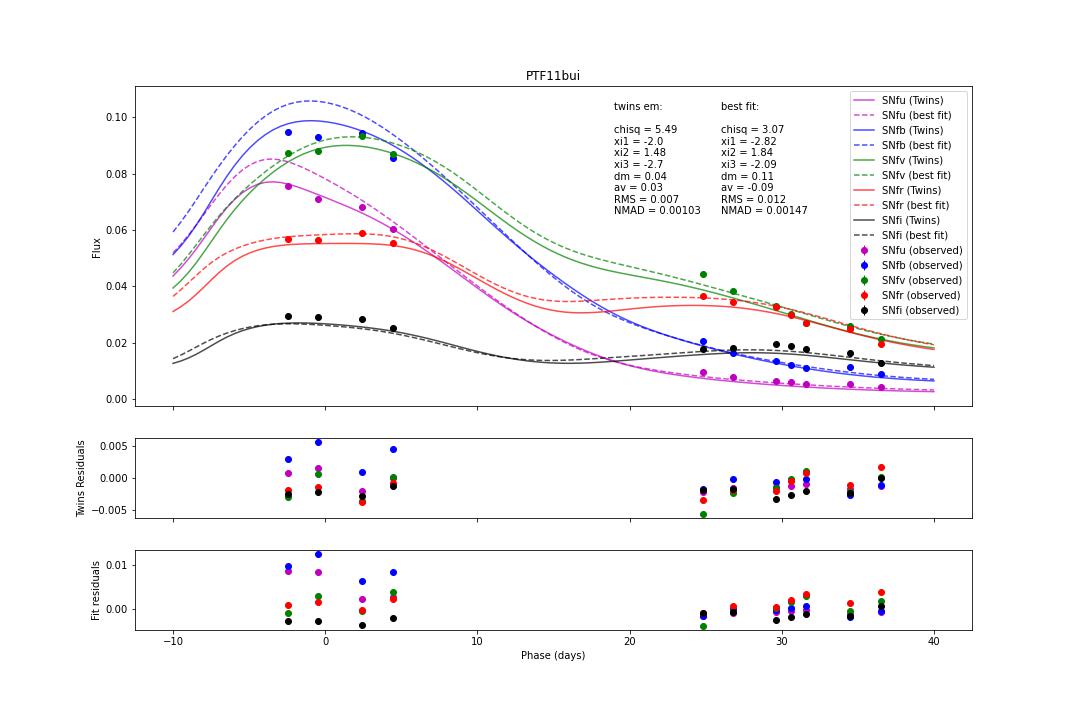 PTF11bui
twins em:
chisq = 5.49
xi1 = -2.0
xi2 = 1.48
xi3 = -2.7
dm = 0.04
av = 0.03
RMS = 0.007
NMAD = 0.00103
best fit:
chisq = 3.07
xi1 = -2.82
xi2 = 1.84
xi3 = -2.09
dm = 0.11
av = -0.09
RMS = 0.012
NMAD = 0.00147
SNfu (Twins)
SNfu (best fit)
SNfb (Twins)
SNfb (best fit)
SNfv (Twins)
SNfv (best fit)
SNfr (Twins)
SNfr (best fit)
SNfi (Twins)
SNfi (best fit)
SNfu (observed)
SNfb (observed)
SNfv (observed)
SNfr (observed)
SNfi (observed)
Flux
0.10
0.08
0.06
0.04
0.02
0.00
Twins Residuals
0.005
0.000
−0.005
Fit residuals
0.01
0.00
−10 0 10 20 30 40
Phase (days)